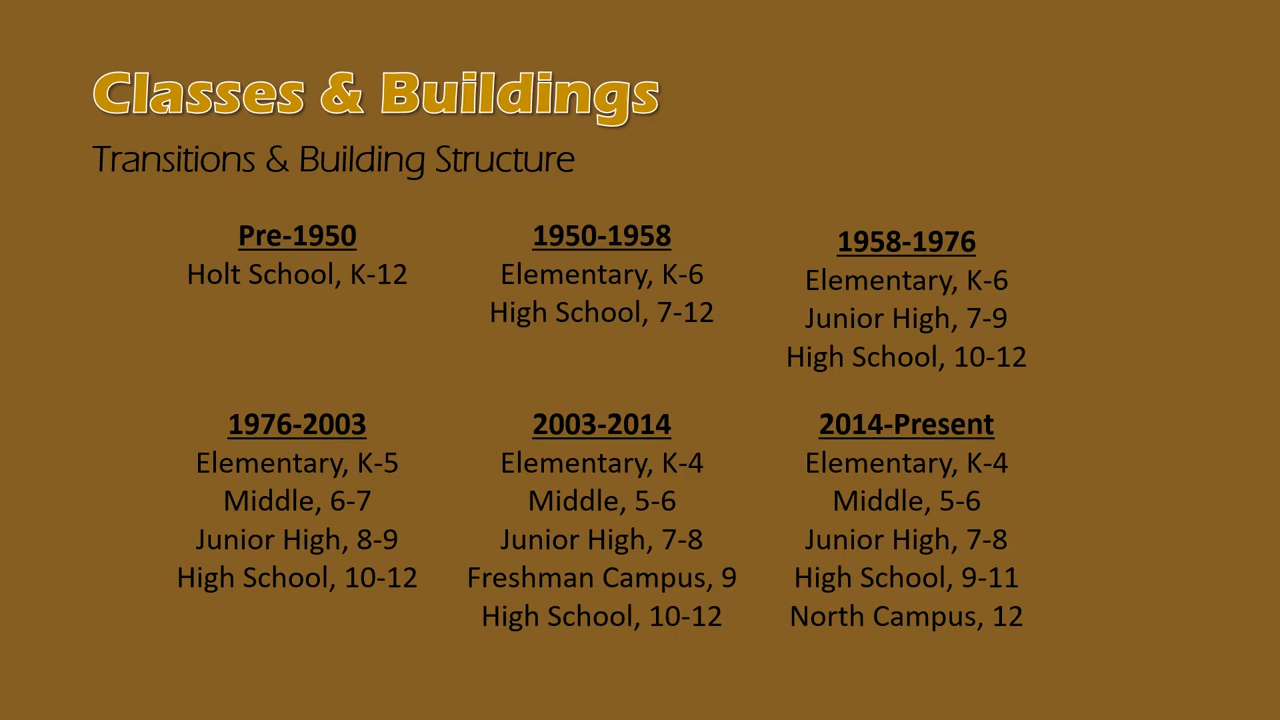 Classes & Buildings
Transitions & Building Structure
Pre-1950
Holt School, K-12
1950-1958
Elementary, K-6
High School, 7-12
1958-1976
Elementary, K-6
Junior High, 7-9
High School, 10-12
1976-2003
Elementary, K-5
Middle, 6-7
Junior High, 8-9
High School, 10-12
2003-2014
Elementary, K-4
Middle, 5-6
Junior High, 7-8
Freshman Campus, 9
High School, 10-12
2014-Present
Elementary, K-4
Middle, 5-6
Junior High, 7-8
High School, 9-11
North Campus, 12